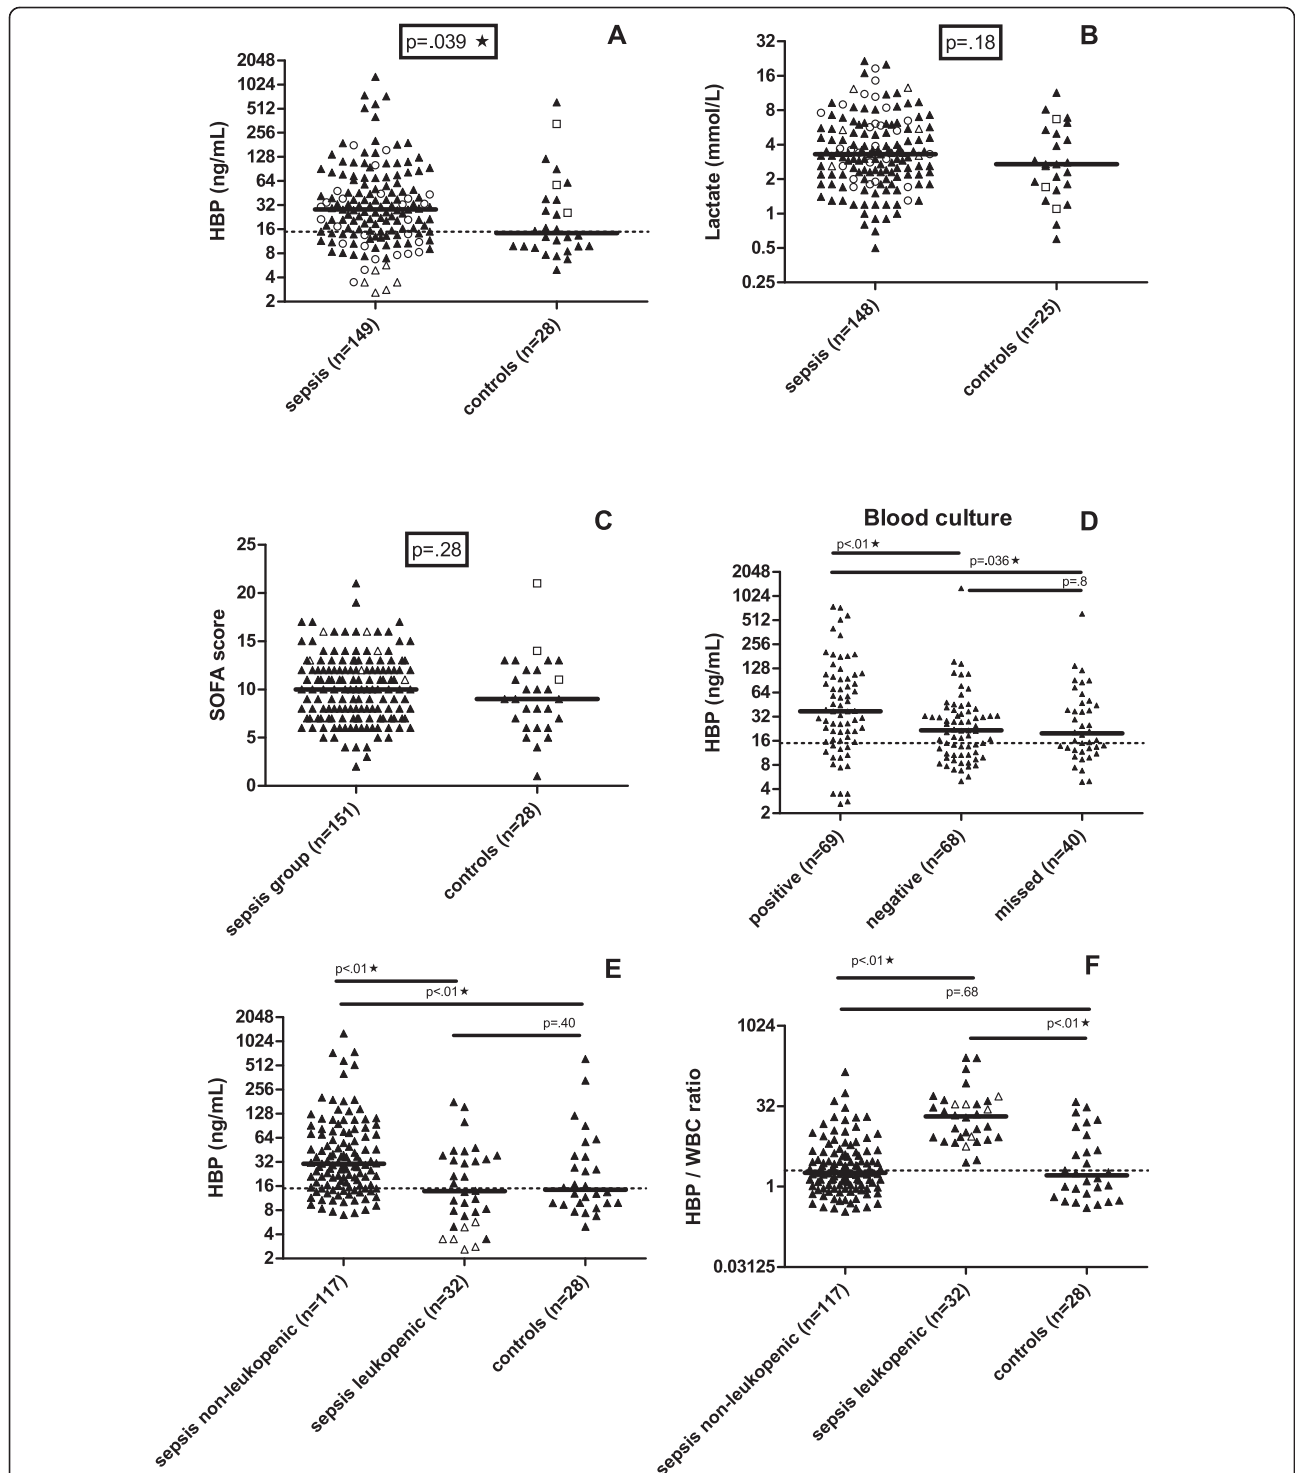 A
p=.039 ★
HBP (ng/mL)
2048
1024
512
256
128
64
32
16
8
4
2
sepsis (n=149)
controls (n=28)
B
p=.18
Lactate (mmol/L)
32
16
8
4
2
1
0.5
0.25
sepsis (n=148)
controls (n=25)
C
p=.28
SOFA score
25
20
15
10
5
0
sepsis group (n=151)
controls (n=28)
Blood culture
D
p<.01 ★
p=.036 ★
p=.8
HBP (ng/mL)
2048
1024
512
256
128
64
32
16
8
4
2
positive (n=69)
negative (n=68)
missed (n=40)
E
p<.01 ★
p<.01 ★
p=.40
HBP (ng/mL)
2048
1024
512
256
128
64
32
16
8
4
2
sepsis non-leukopenic (n=117)
sepsis leukopenic (n=32)
controls (n=28)
F
p<.01 ★
p=.68
p<.01 ★
HBP / WBC ratio
1024
32
1
0.03125
sepsis non-leukopenic (n=117)
sepsis leukopenic (n=32)
controls (n=28)